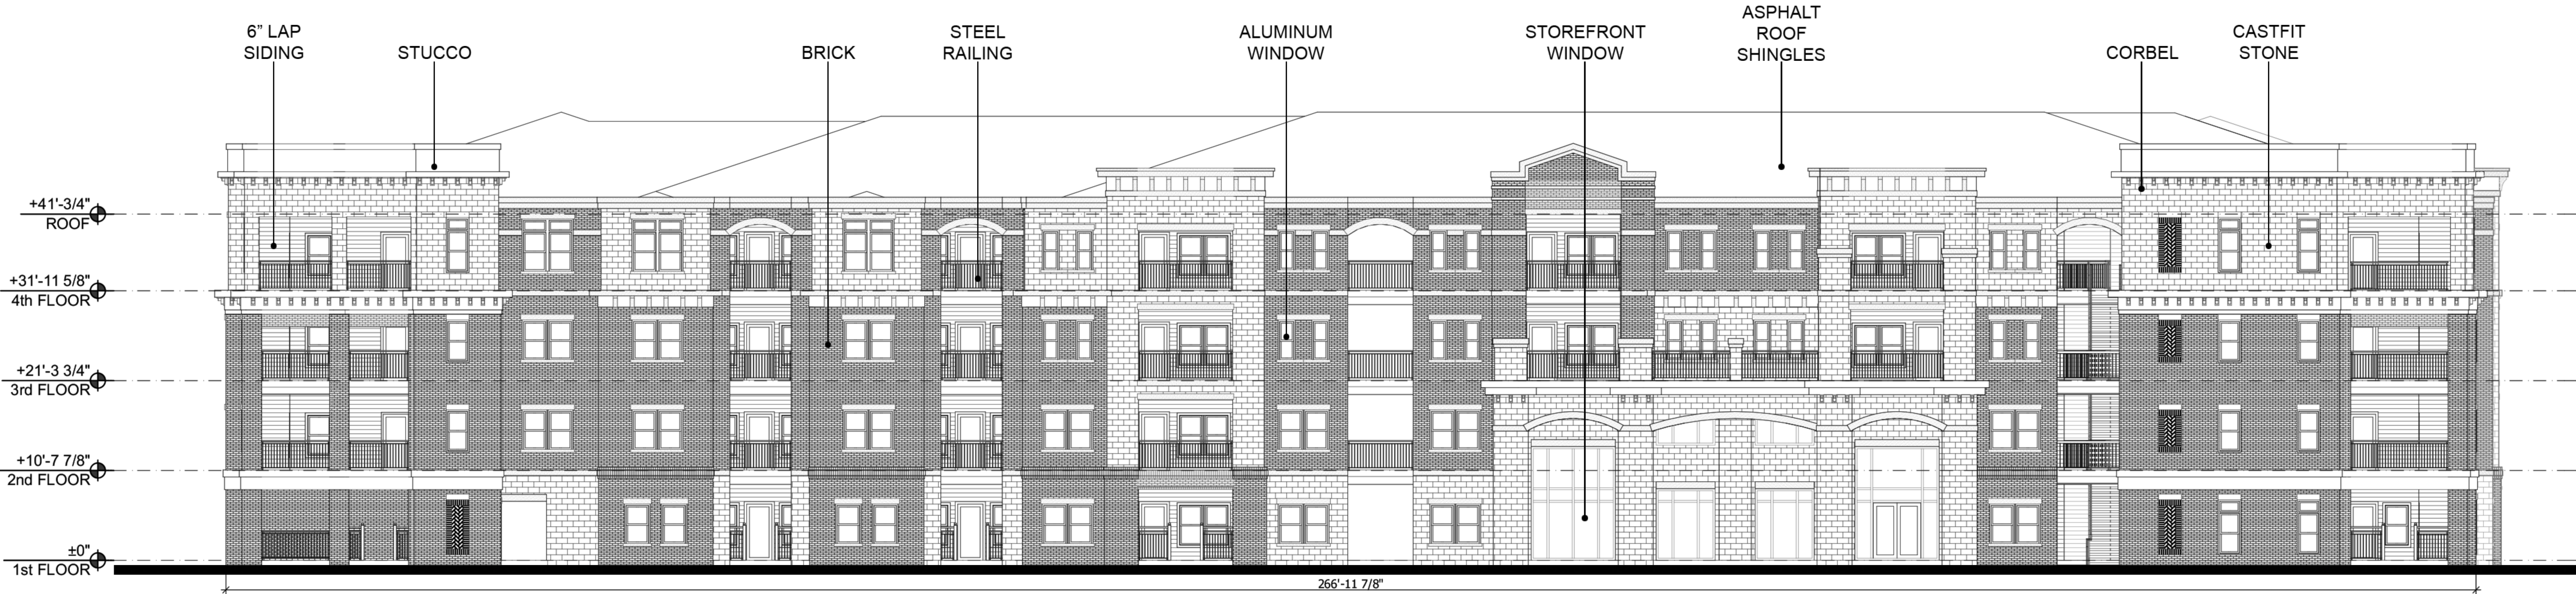 6” LAP
SIDING
STUCCO
BRICK
STEEL
RAILING
ALUMINUM
WINDOW
STOREFRONT
WINDOW
ASPHALT
ROOF
SHINGLES
CORBEL
CASTFIT
STONE
+41'-3/4"
ROOF
+31'-11 5/8"
4th FLOOR
+21'-3 3/4"
3rd FLOOR
+10'-7 7/8"
2nd FLOOR
±0"
1st FLOOR
266'-11 7/8"